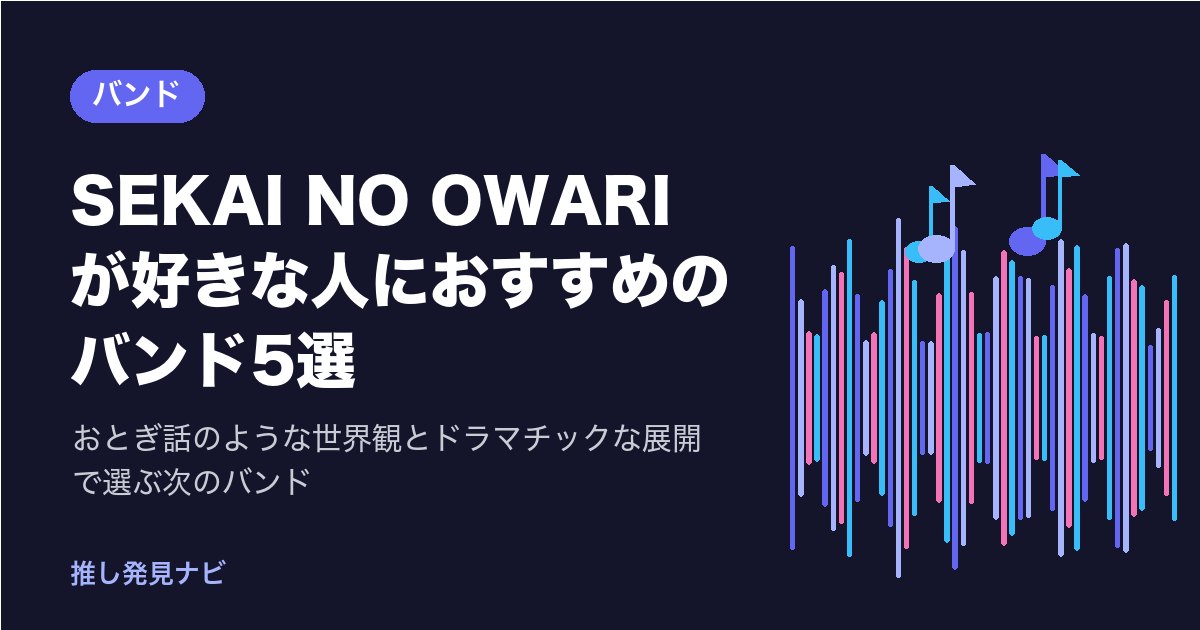 バンド
SEKAI NO OWARI
が好きな人におすすめの
バンド5選
おとぎ話のような世界観とドラマチックな展開
で選ぶ次のバンド
推し発見ナビ